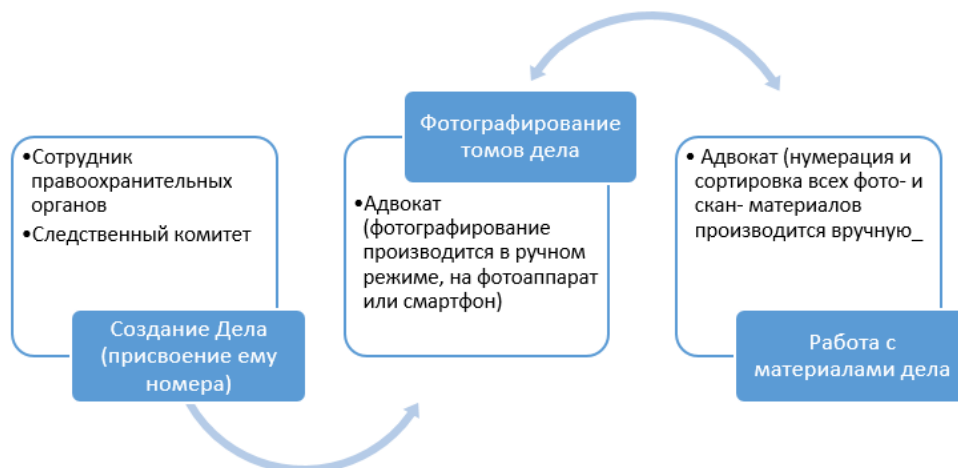 •Сотрудник
правоохранительных
органов
•Следственный комитет
Создание Дела
(присвоение ему
номера)
Фотографирование
томов дела
•Адвокат
(фотографирование
производится в ручном
режиме, на фотоаппарат
или смартфон)
• Адвокат (нумерация и
сортировка всех фото- и
скан- материалов
производится вручную_
Работа с
материалами дела